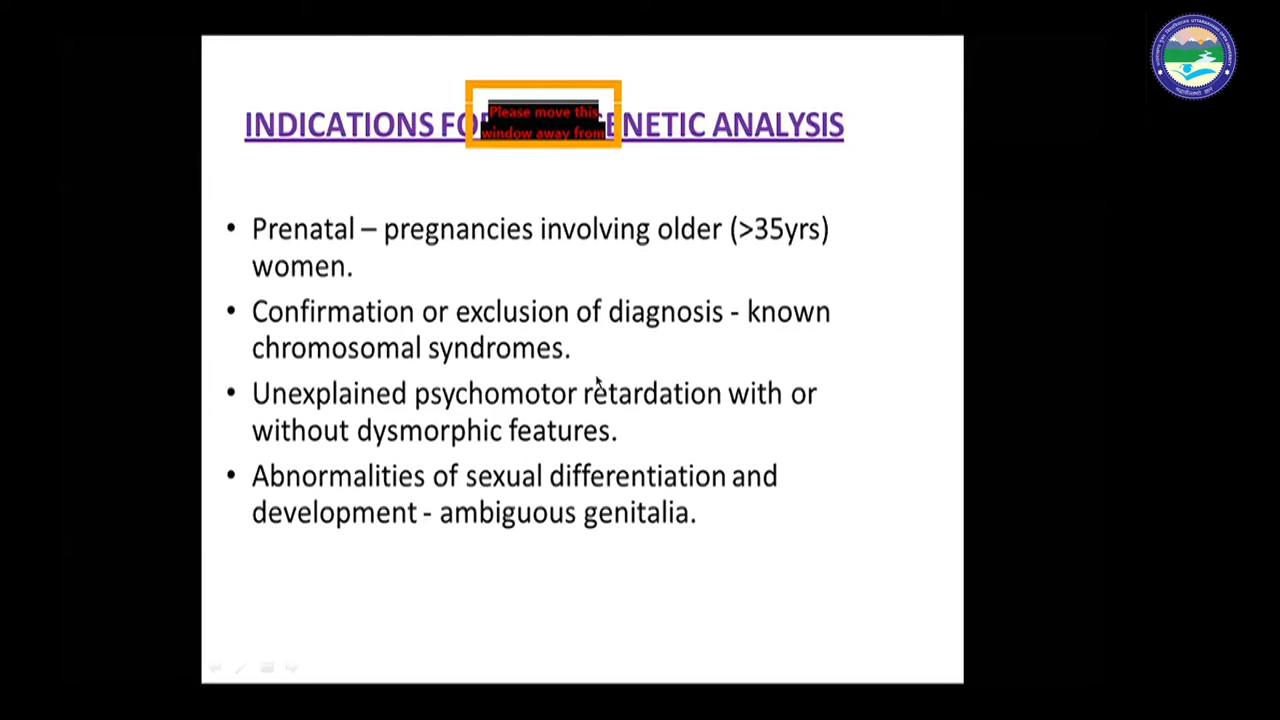 INDICATIONS FO ENETIC ANALYSIS
Please move this
window away from
• Prenatal – pregnancies involving older (>35yrs)
women.
• Confirmation or exclusion of diagnosis - known
chromosomal syndromes.
• Unexplained psychomotor retardation with or
without dysmorphic features.
• Abnormalities of sexual differentiation and
development - ambiguous genitalia.